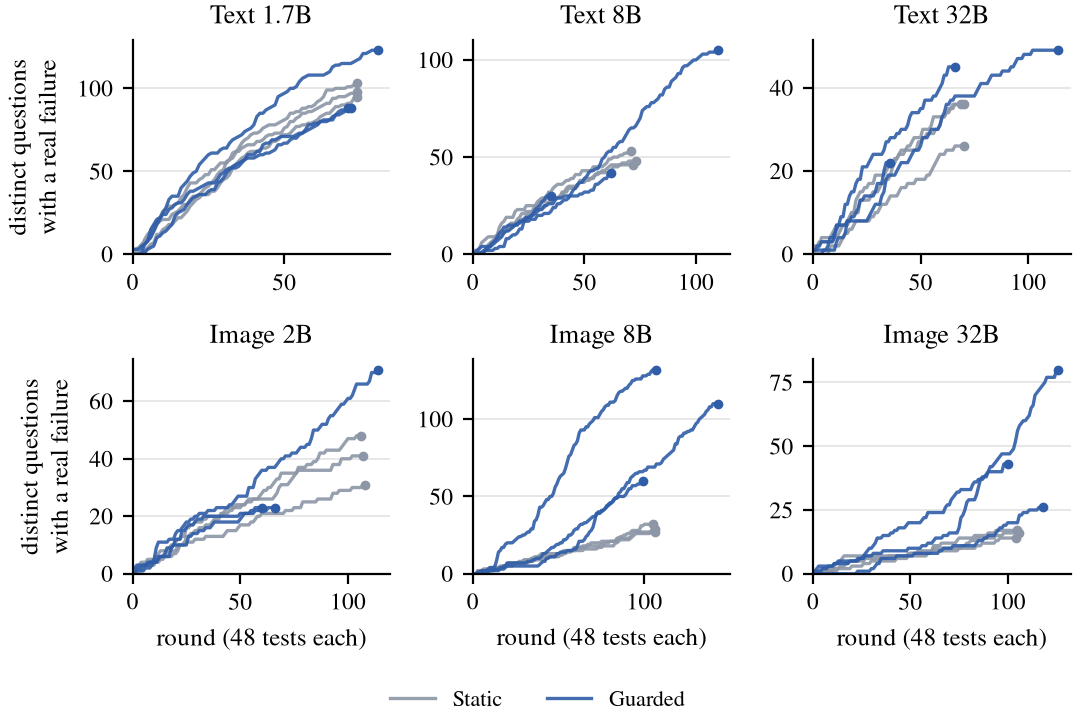 Text 1.7B
Text 8B
Text 32B
distinct questions
with a real failure
100
50
0
0
50
100
50
0
0
50
100
40
20
0
0
50
100
Image 2B
Image 8B
Image 32B
distinct questions
with a real failure
60
40
20
0
0
50
100
100
50
0
0
100
75
50
25
0
0
50
100
round (48 tests each)
round (48 tests each)
round (48 tests each)
Static
Guarded